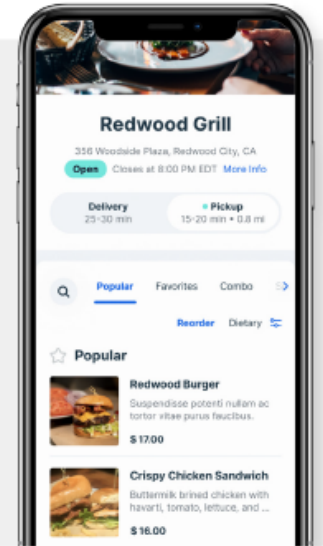 Redwood Grill
356 Woodside Plaza, Redwood City, CA
Open Closes at 8:00 PM EDT More Info
Delivery
25-30 min
Pickup
15-20 min • 0.8 mi
Popular Favorites Combo
Reorder Dietary
Popular
Redwood Burger
Suspendisse potenti nullam ac
tortor vitae purus faucibus.
$ 17.00
Crispy Chicken Sandwich
Buttermilk brined chicken with
havarti, tomato, lettuce, and ...
$ 16.00